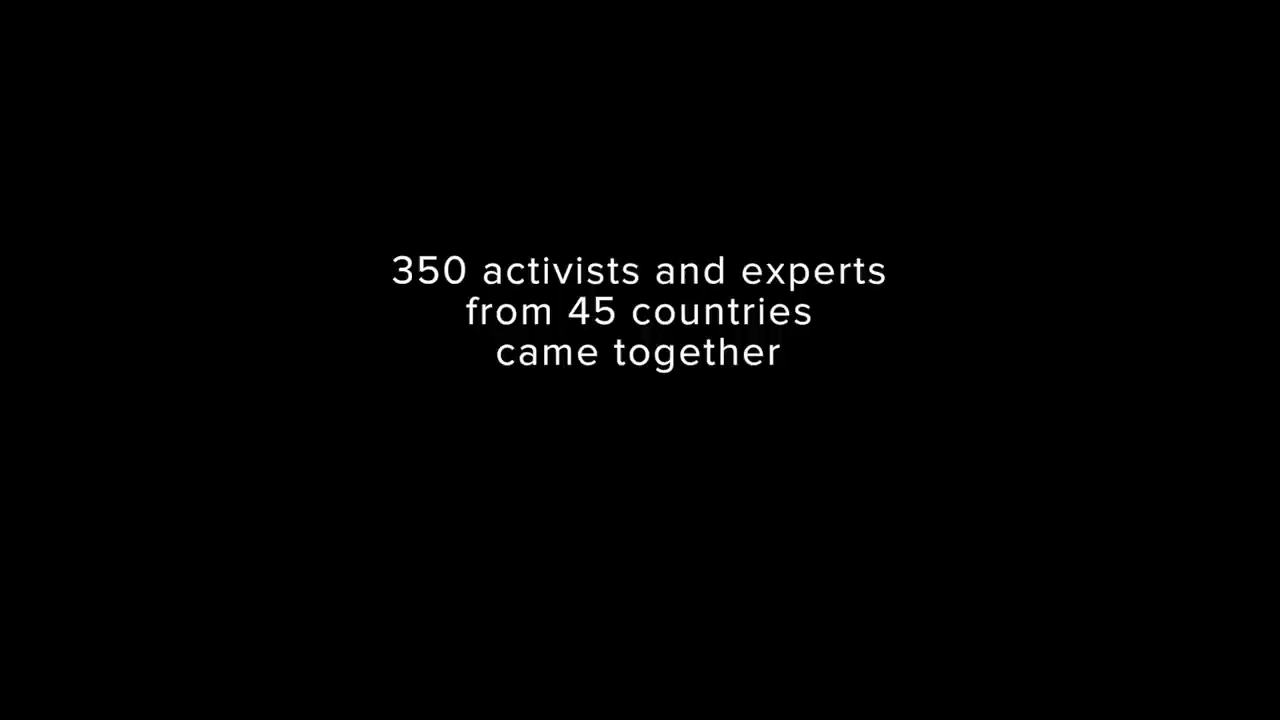 350 activists and experts
from 45 countries
came together